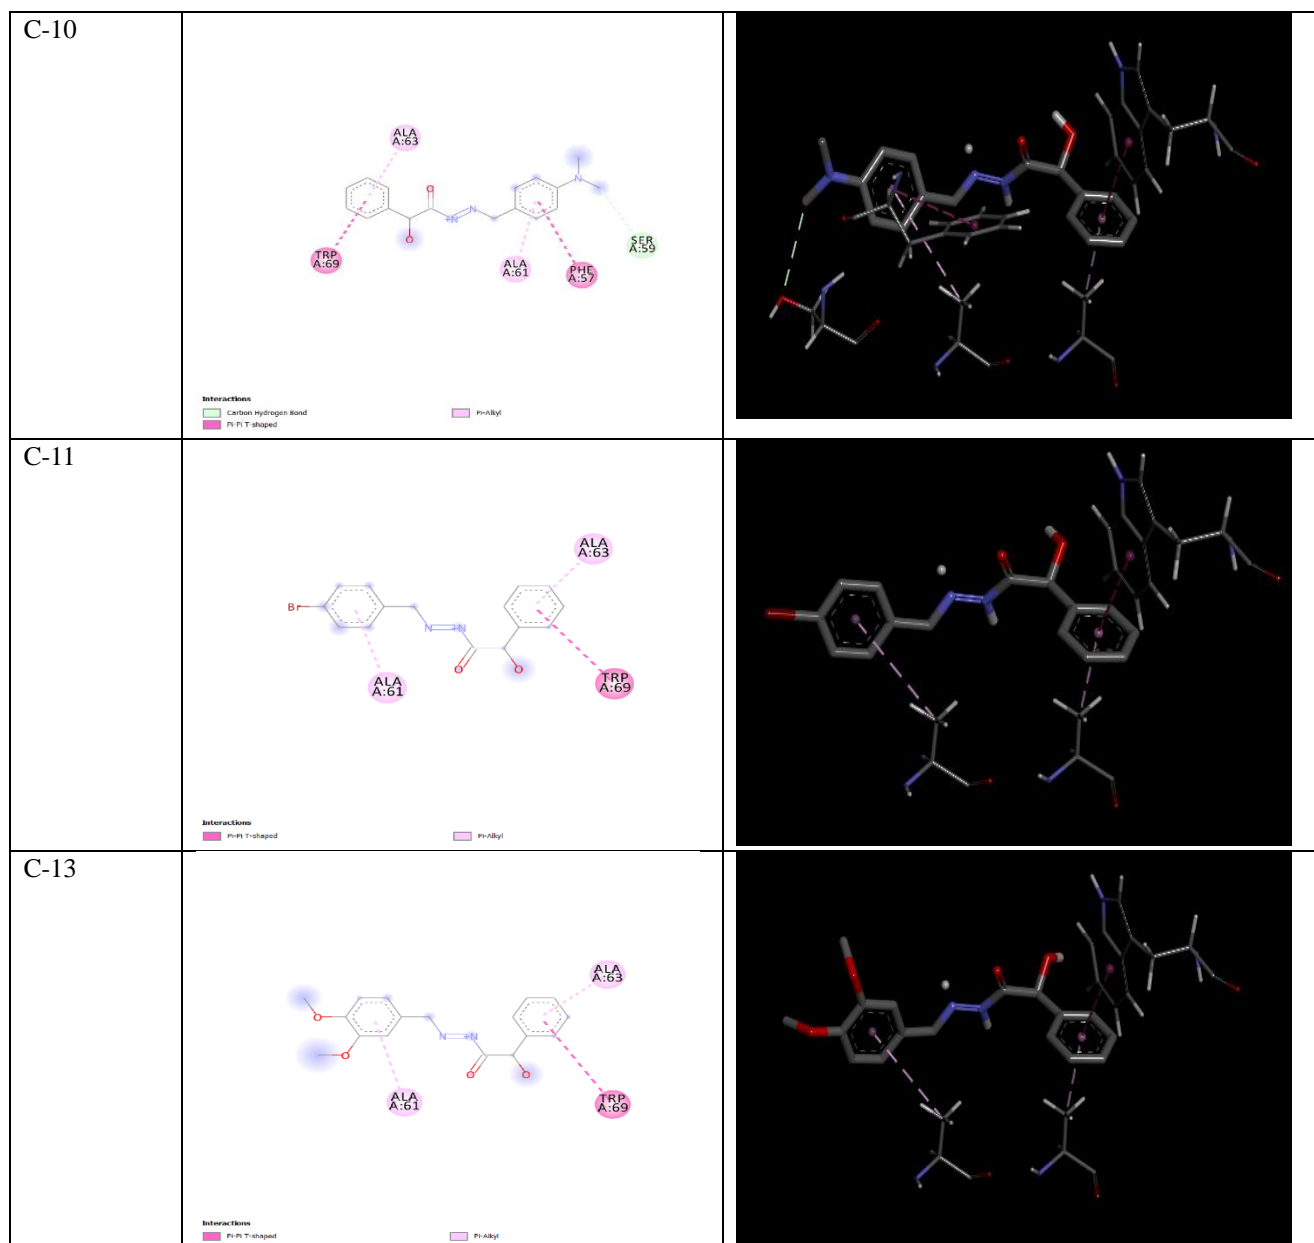 C-10
ALA
A:63
O
N
+N
N
O
TRP
A:69
ALA
A:61
PHE
A:57
SER
A:59
Interactions
Carbon Hydrogen Bond
Pi-Alkyl
Pi-Pi T-shaped
C-11
ALA
A:63
Br
N
+N
O
O
ALA
A:61
TRP
A:69
Interactions
Pi-Pi T-shaped
Pi-Alkyl
C-13
ALA
A:63
O
O
N
+N
O
O
ALA
A:61
TRP
A:69
Interactions
Pi-Pi T-shaped
Pi-Alkyl